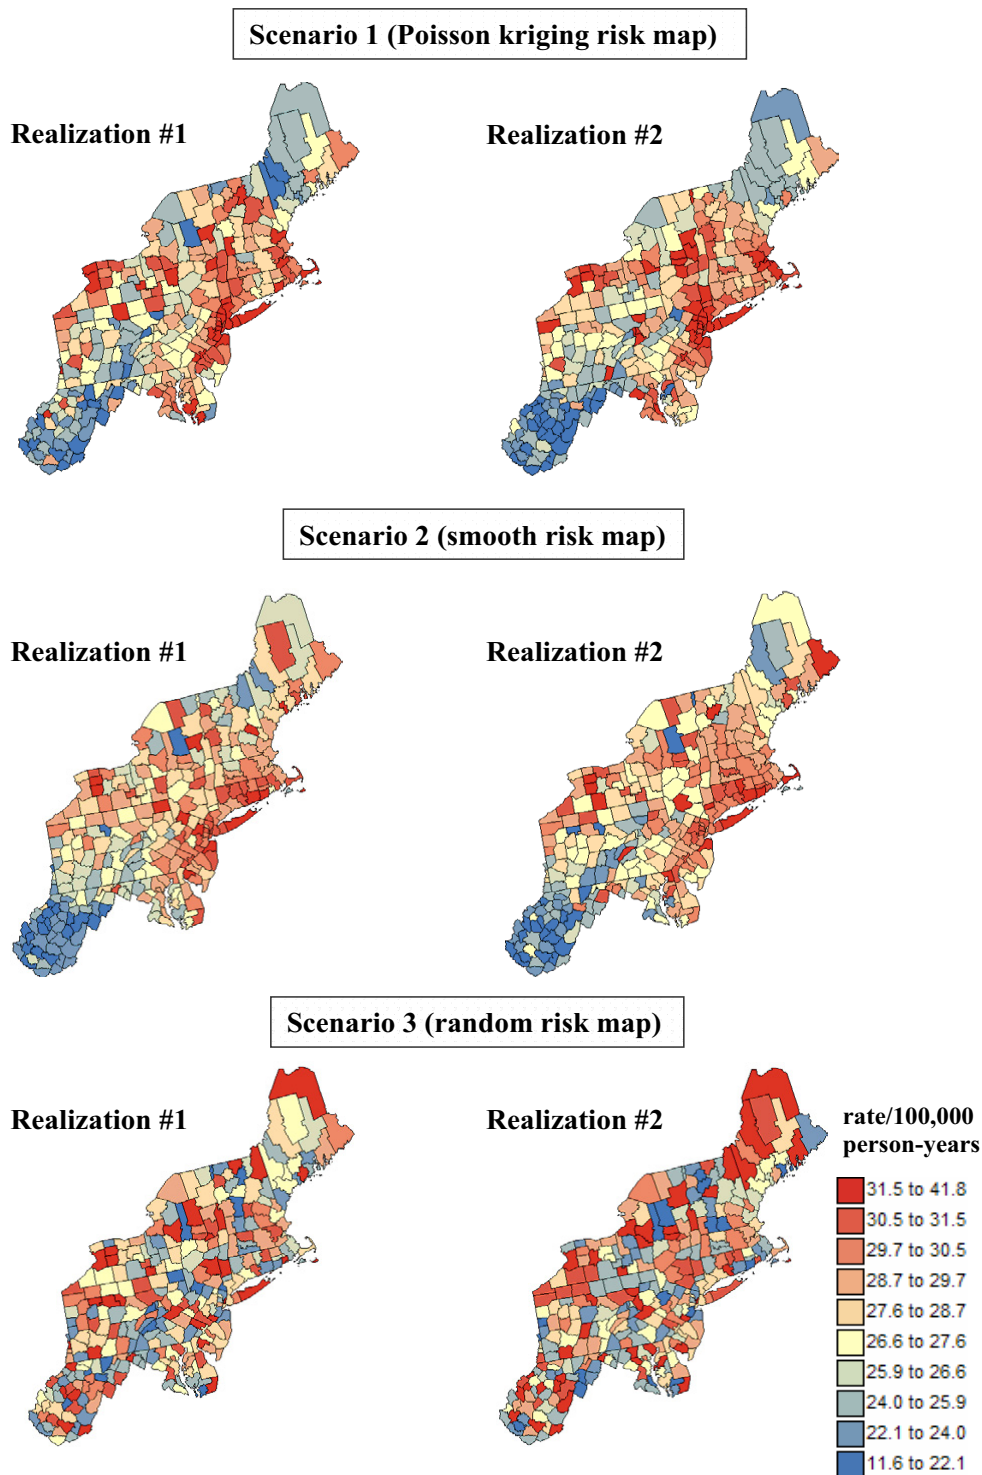 Scenario 1 (Poisson kriging risk map)
Realization #1
Realization #2
Scenario 2 (smooth risk map)
Realization #1
Realization #2
Scenario 3 (random risk map)
Realization #1
Realization #2
rate/100,000
person-years
31.5 to 41.8
30.5 to 31.5
29.7 to 30.5
28.7 to 29.7
27.6 to 28.7
26.6 to 27.6
25.9 to 26.6
24.0 to 25.9
22.1 to 24.0
11.6 to 22.1